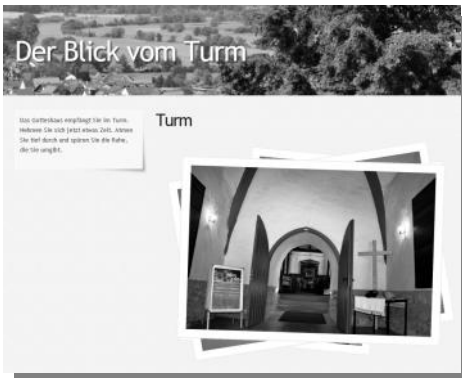 Der Blick vom Turm
Das Gotteshaus empfängt Sie im Turm.
Nehmen Sie sich jetzt etwas Zeit. Atmen
Sie tief durch und spüren Sie die Ruhe,
die Sie umgibt.
Turm